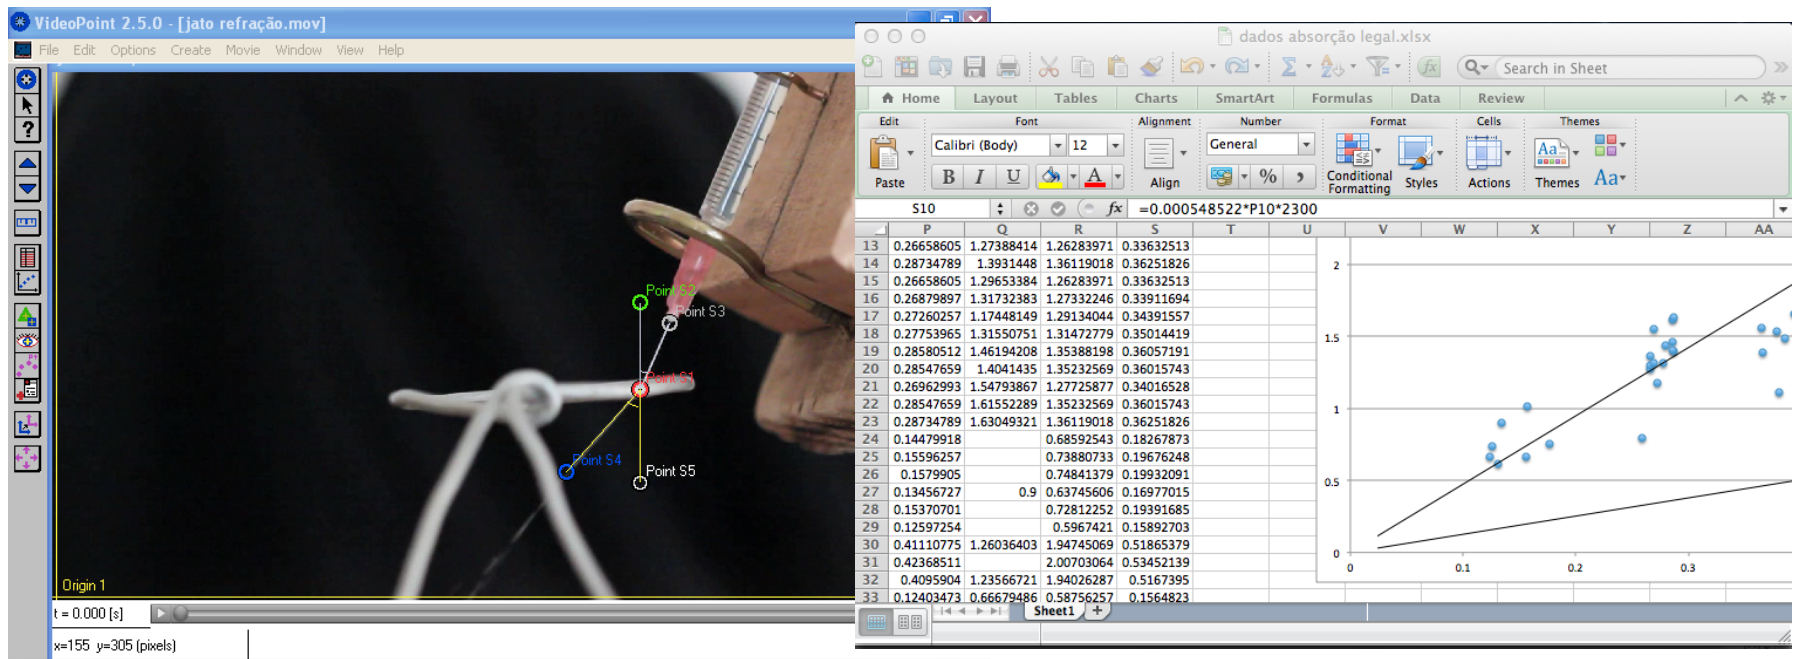 VideoPoint 2.5.0 - [jato refração.mov]
File Edit Options Create Movie Window View Help
Point S2
Point S3
Point S1
Point S4
Point S5
Origin 1
t = 0.000 [s]
x=155 y=305 (pixels)
dados absorção legal.xlsx
Search in Sheet
Home Layout Tables Charts SmartArt Formulas Data Review
Edit Font Alignment Number Format Cells Themes
Calibri (Body) 12 General
Paste B I U A Align % Conditional Formatting Styles Actions Themes Aa
S10 fx =0.000548522*P10*2300
P Q R S T U V W X Y Z AA
13 0.26658605 1.27388414 1.26283971 0.33632513
14 0.28734789 1.3931448 1.36119018 0.36251826
15 0.26658605 1.29653384 1.26283971 0.33632513
16 0.26879897 1.31732383 1.27332246 0.33911694
17 0.27260257 1.17448149 1.29134044 0.34391557
18 0.27753965 1.31550751 1.31472779 0.35014419
19 0.28580512 1.46194208 1.35388198 0.36057191
20 0.28547659 1.4041435 1.35232569 0.36015743
21 0.26962993 1.54793867 1.27725877 0.34016528
22 0.28547659 1.61552289 1.35232569 0.36015743
23 0.28734789 1.63049321 1.36119018 0.36251826
24 0.14479918 0.68592543 0.18267873
25 0.15596257 0.73880733 0.19676248
26 0.1579905 0.74841379 0.19932091
27 0.13456727 0.9 0.63745606 0.16977015
28 0.15370701 0.72812252 0.19391685
29 0.12597254 0.5967421 0.15892703
30 0.41110775 1.26036403 1.94745069 0.51865379
31 0.42368511 2.00703064 0.53452139
32 0.4095904 1.23566721 1.94026287 0.5167395
33 0.12403473 0.66679486 0.58756257 0.1564823
2
1.5
1
0.5
0
0 0.1 0.2 0.3
Sheet1